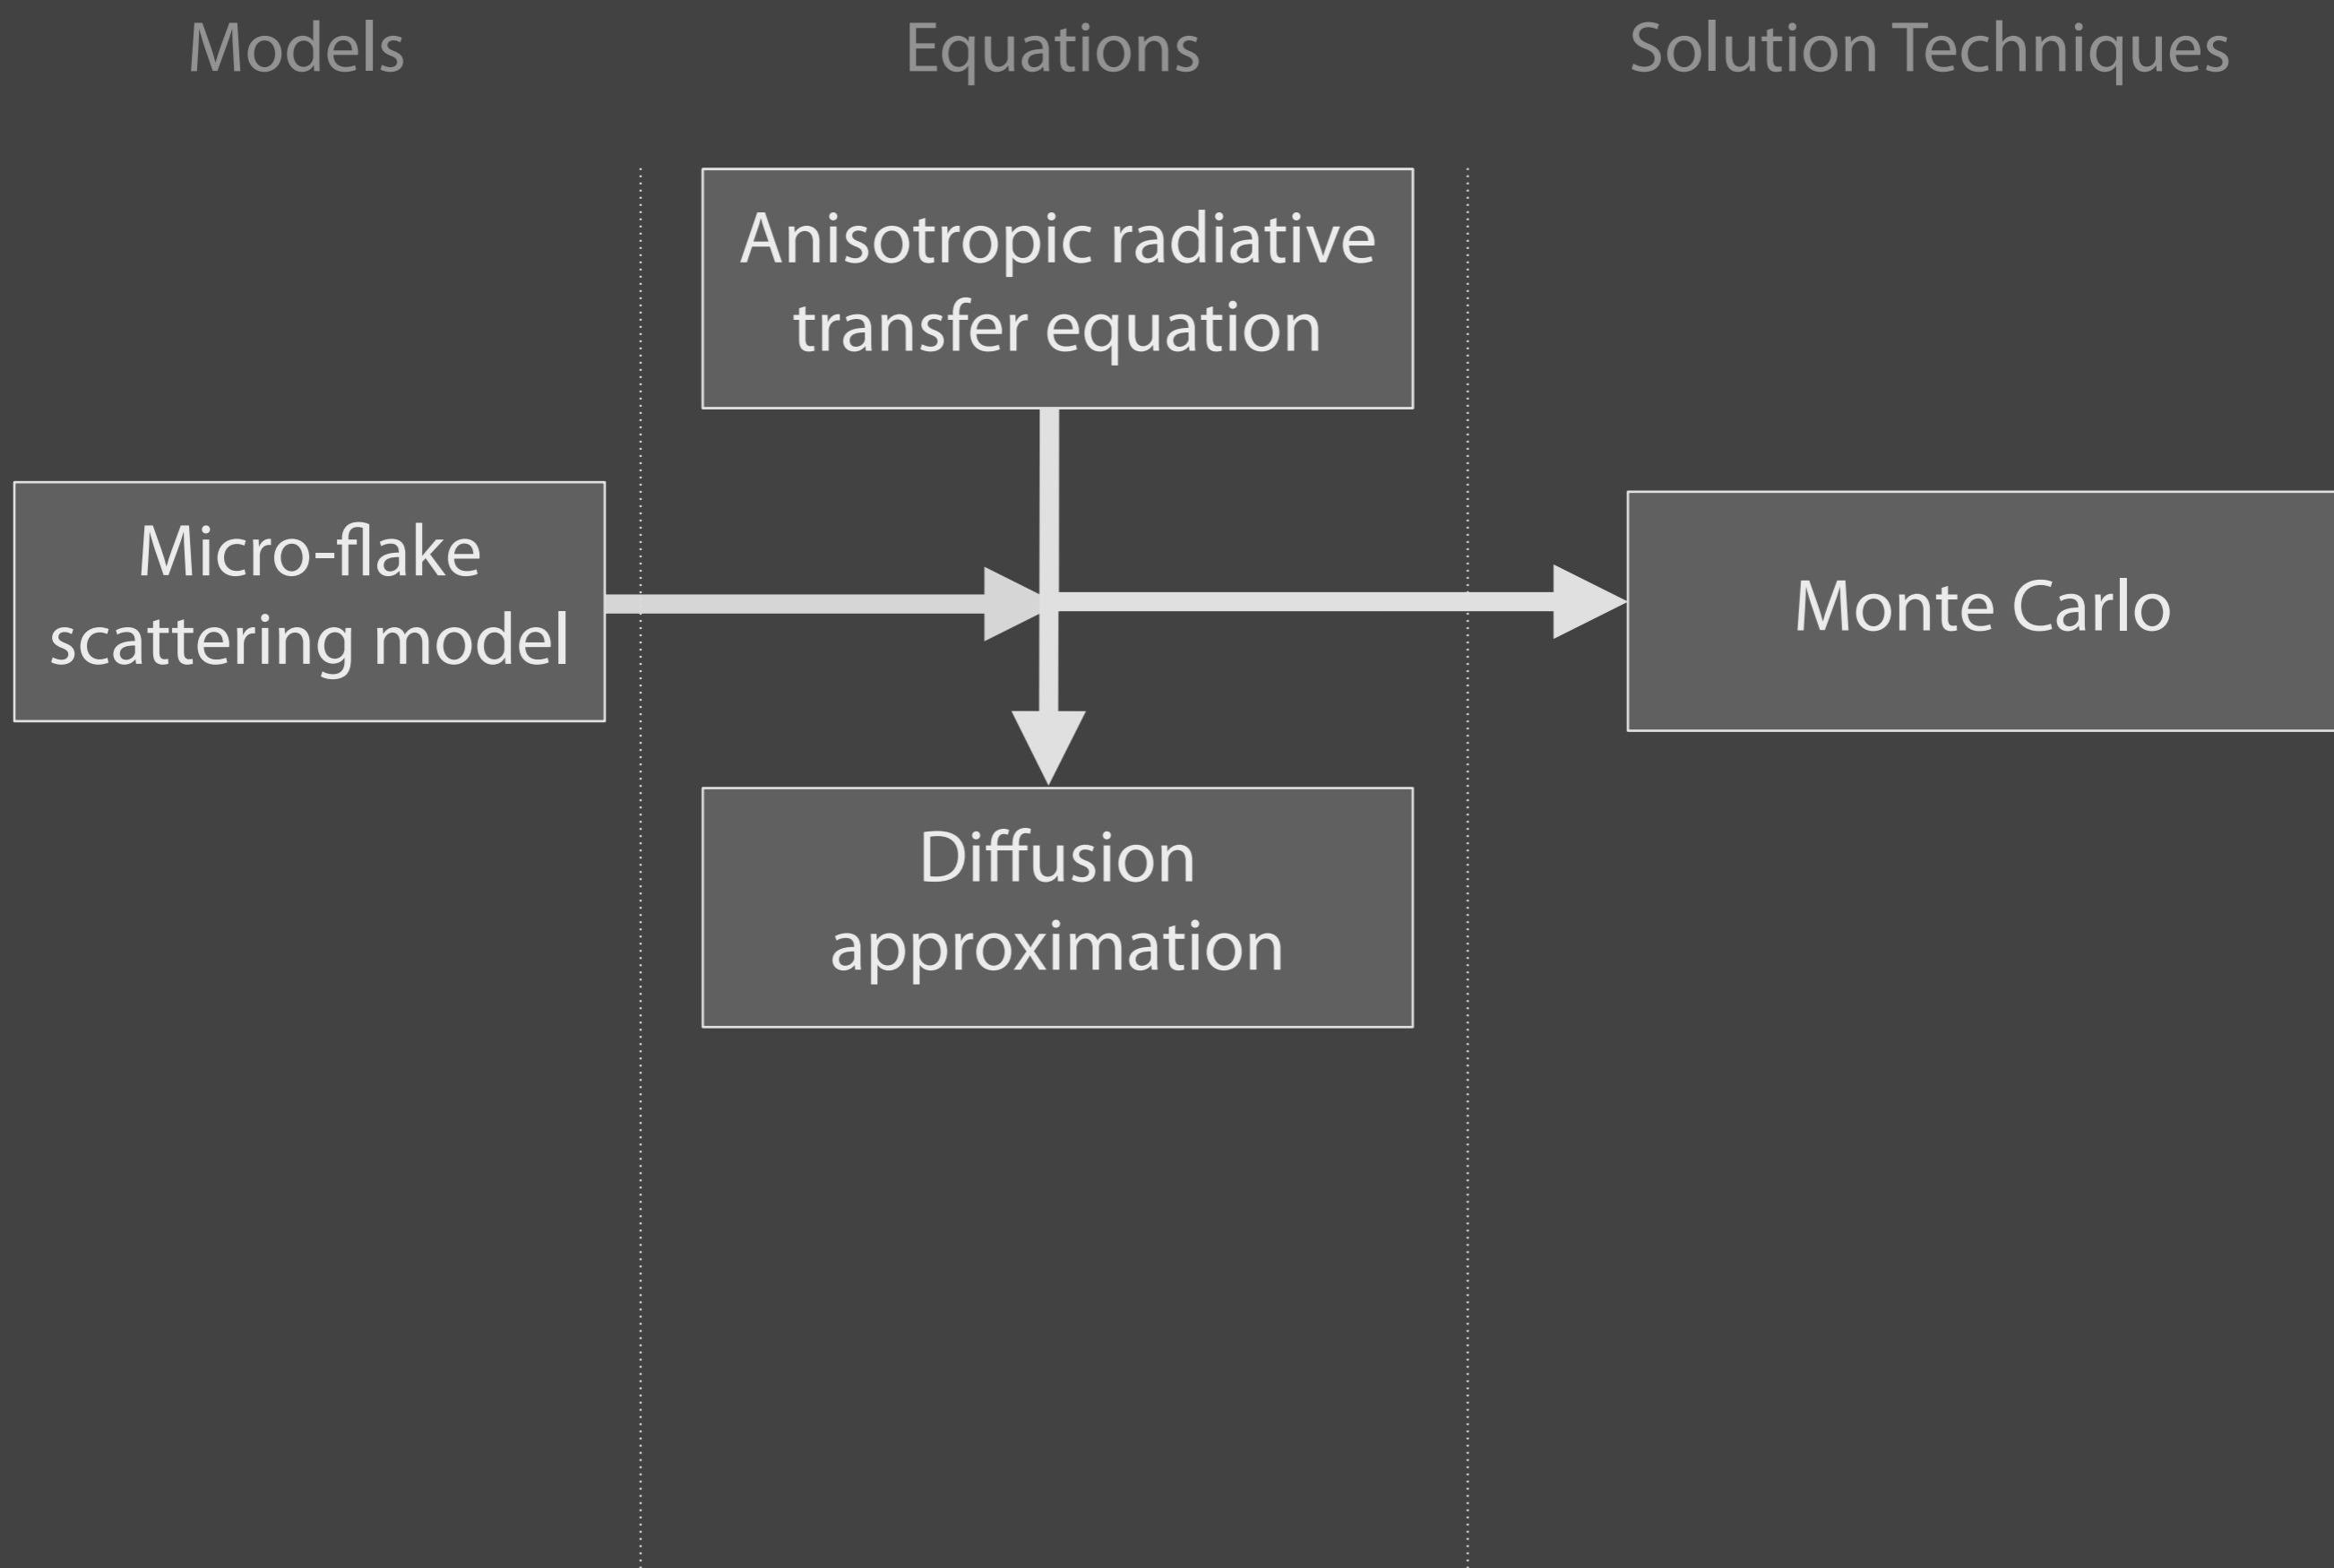 Models
Equations
Solution Techniques
Anisotropic radiative
transfer equation
Micro-flake
scattering model
Monte Carlo
Diffusion
approximation